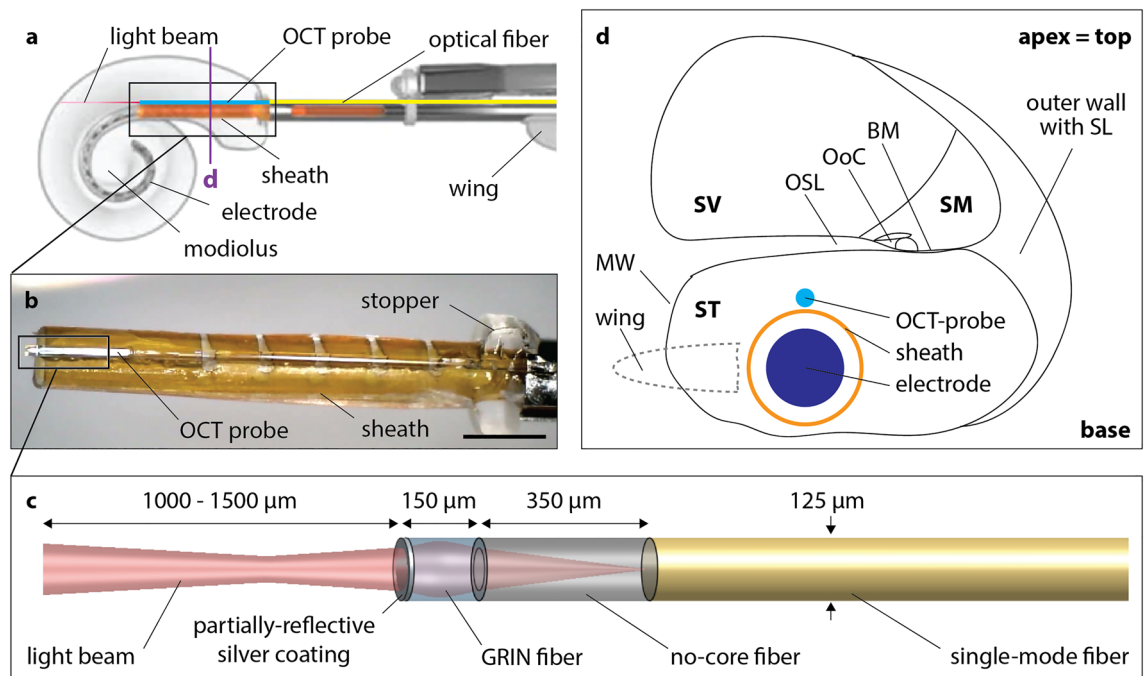 a
light beam
OCT probe
optical fiber
d
sheath
wing
electrode
modiolus
b
stopper
OCT probe
sheath
d
apex = top
outer wall
with SL
BM
OoC
OSL
SV
SM
MW
wing
ST
OCT-probe
sheath
electrode
base
c
1000 - 1500 µm
150 µm
350 µm
125 µm
light beam
partially-reflective
silver coating
GRIN fiber
no-core fiber
single-mode fiber